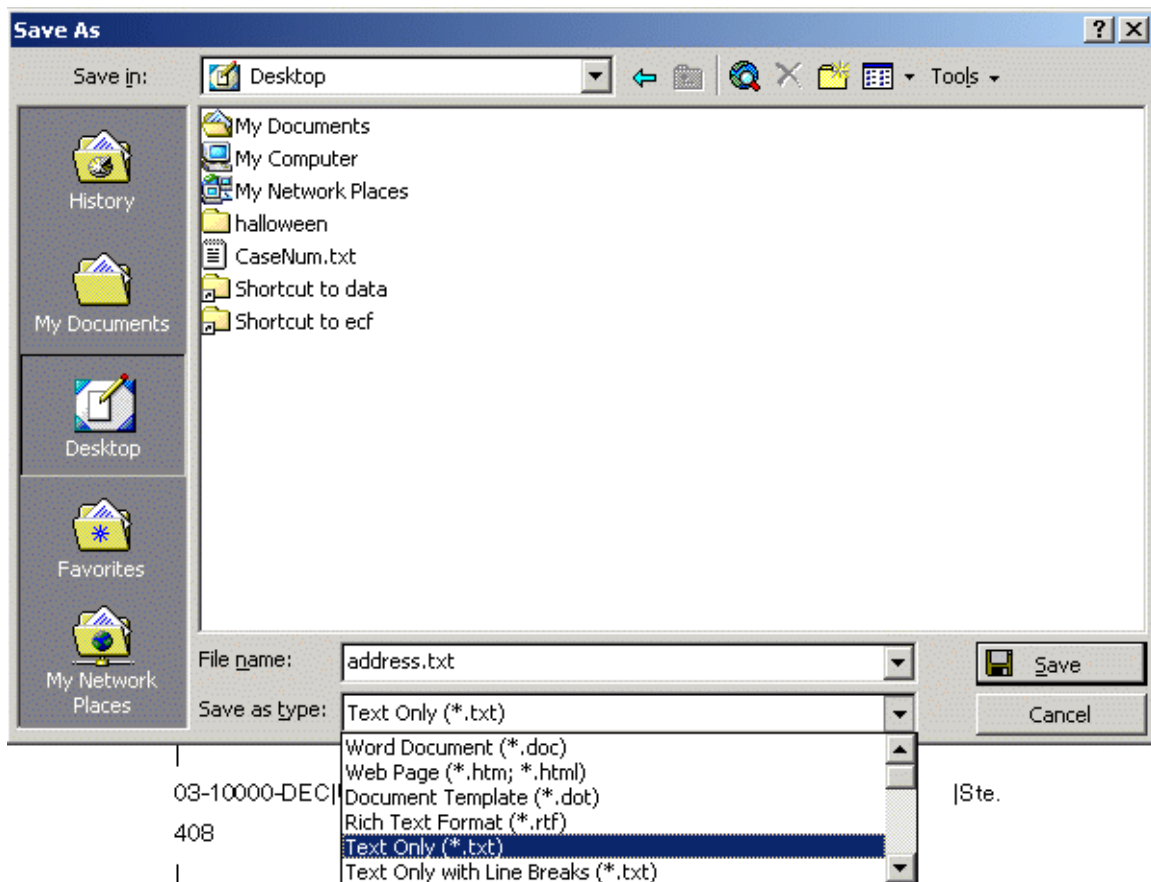 Save As
Save in:
Desktop
Tools
History
My Documents
Desktop
Favorites
My Network
Places
My Documents
My Computer
My Network Places
halloween
CaseNum.txt
Shortcut to data
Shortcut to ecf
File name:
address.txt
Save
Save as type:
Text Only (*.txt)
Cancel
Word Document (*.doc)
Web Page (*.htm; *.html)
Document Template (*.dot)
Rich Text Format (*.rtf)
Text Only (*.txt)
Text Only with Line Breaks (*.txt)
|
03-10000-DEC| |Ste.
408
|